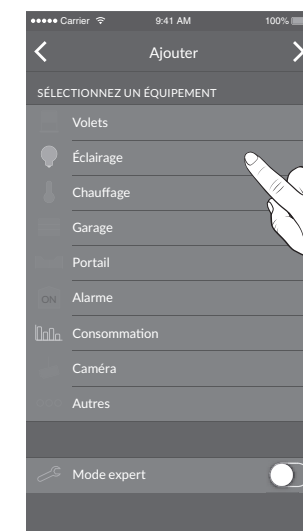 Carrier 9:41 AM 100%
Ajouter
SÉLECTIONNEZ UN ÉQUIPEMENT
Volets
Éclairage
Chauffage
Garage
Portail
ON Alarme
Consommation
Caméra
Autres
Mode expert